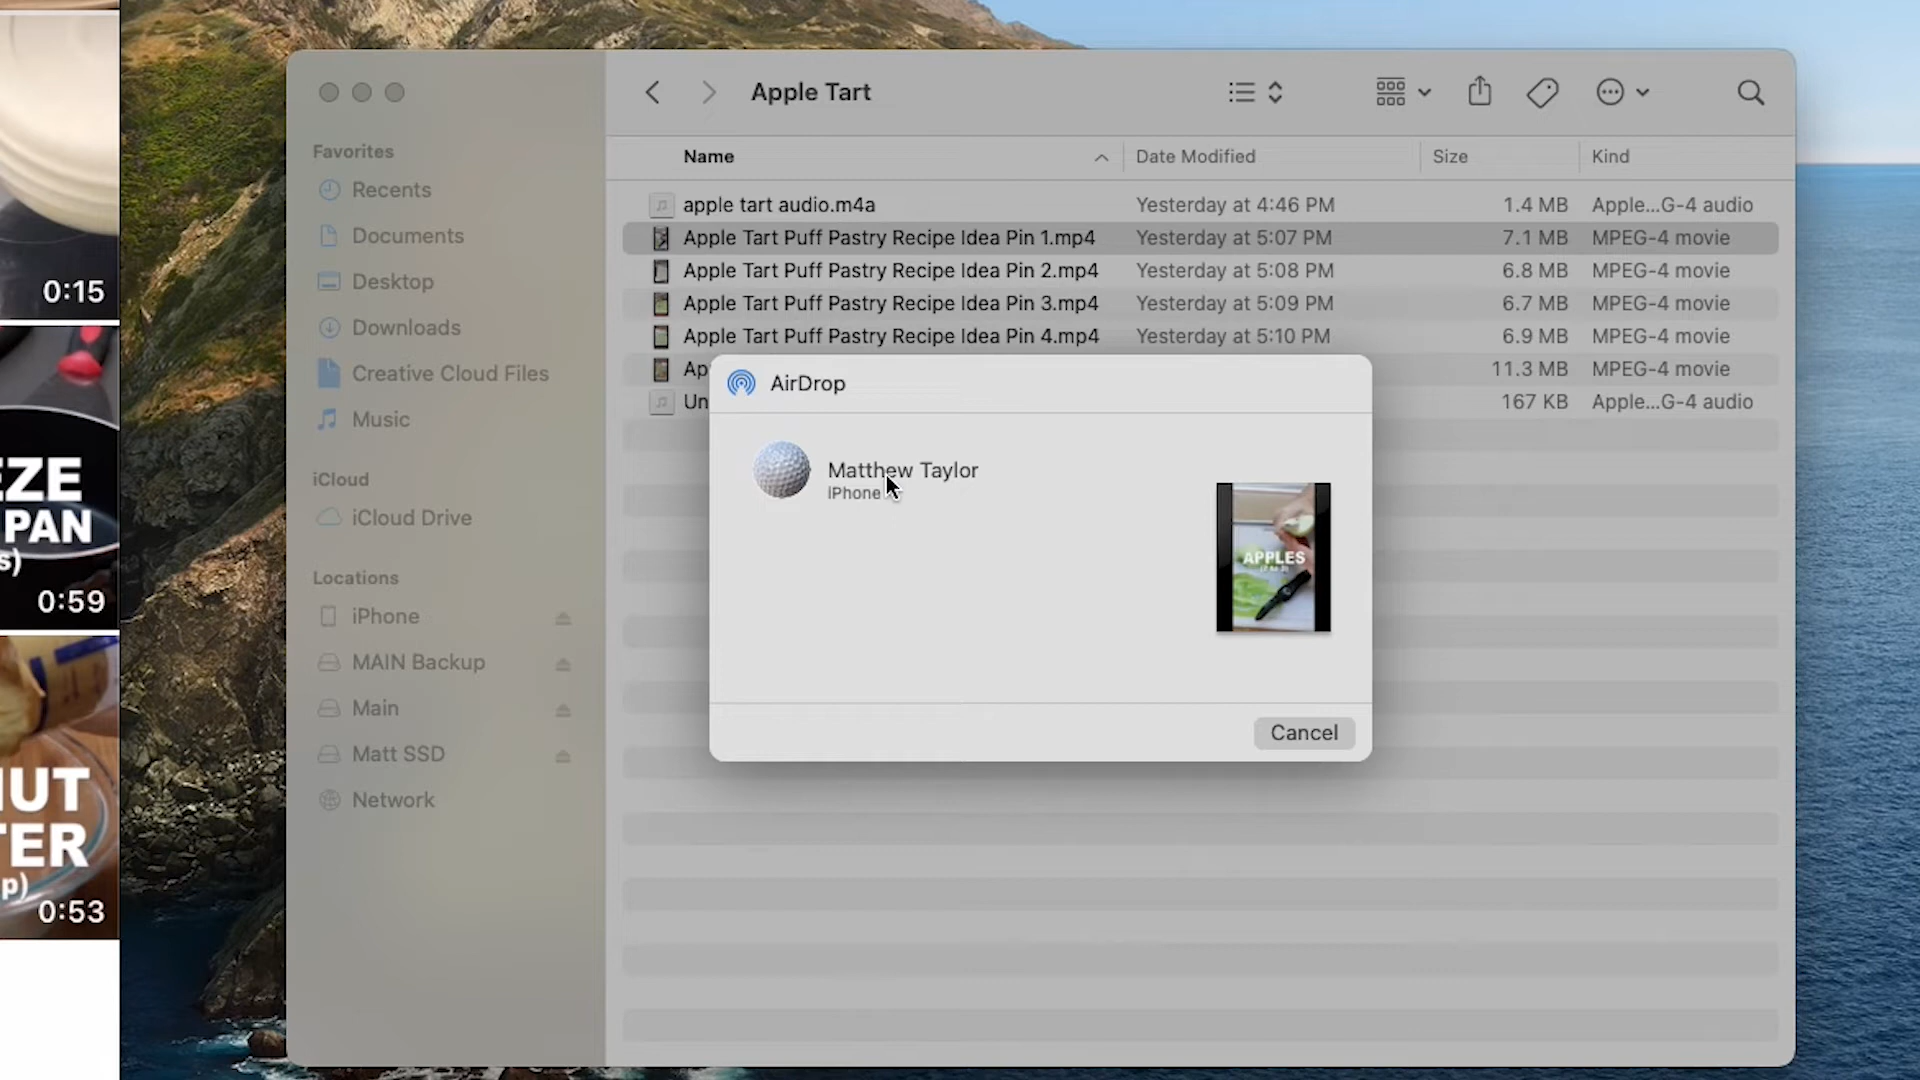 0:15
EZE
PAN
s)
0:59
NUT
TER
p)
0:53
Apple Tart
Favorites
Recents
Documents
Desktop
Downloads
Creative Cloud Files
Music
iCloud
iCloud Drive
Locations
iPhone
MAIN Backup
Main
Matt SSD
Network
Name Date Modified Size Kind
apple tart audio.m4a Yesterday at 4:46 PM 1.4 MB Apple...G-4 audio
Apple Tart Puff Pastry Recipe Idea Pin 1.mp4 Yesterday at 5:07 PM 7.1 MB MPEG-4 movie
Apple Tart Puff Pastry Recipe Idea Pin 2.mp4 Yesterday at 5:08 PM 6.8 MB MPEG-4 movie
Apple Tart Puff Pastry Recipe Idea Pin 3.mp4 Yesterday at 5:09 PM 6.7 MB MPEG-4 movie
Apple Tart Puff Pastry Recipe Idea Pin 4.mp4 Yesterday at 5:10 PM 6.9 MB MPEG-4 movie
Ap 11.3 MB MPEG-4 movie
Un 167 KB Apple...G-4 audio
AirDrop
Matthew Taylor
iPhone
APPLES
Cancel